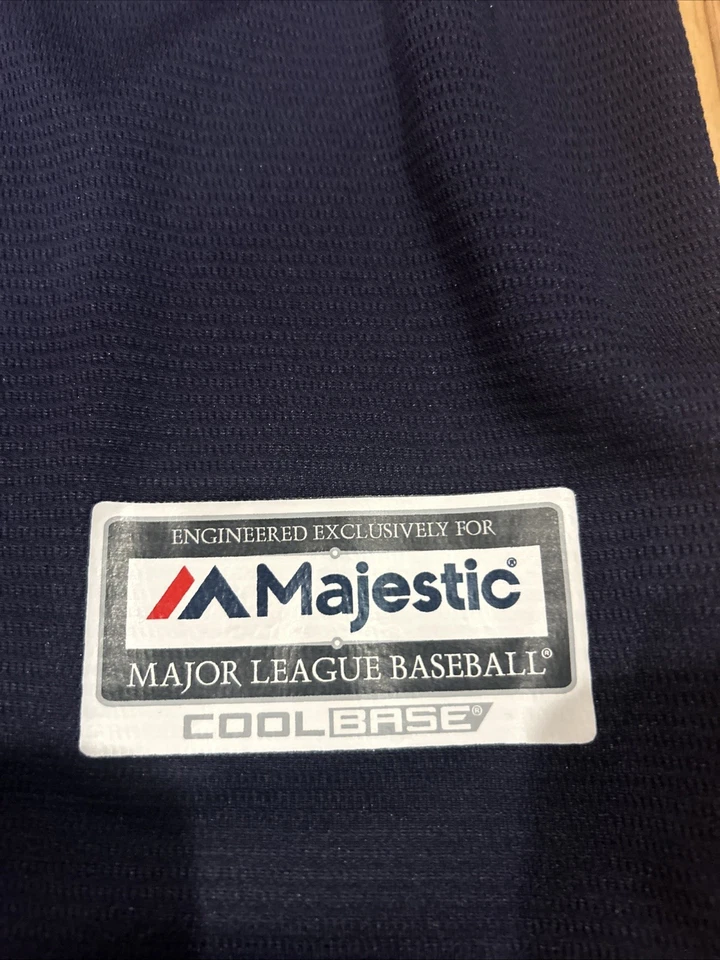 ENGINEERED EXCLUSIVELY FOR
Majestic®
MAJOR LEAGUE BASEBALL®
COOLBASE®